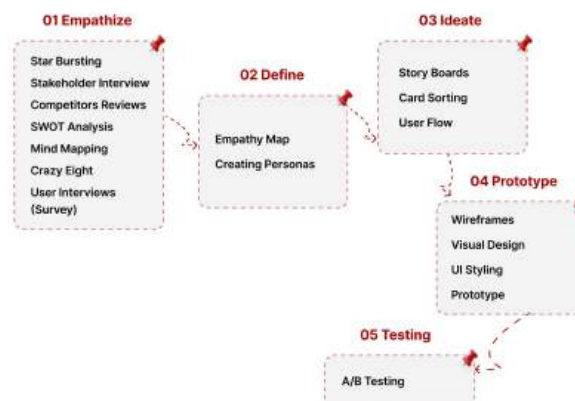 01 Empathize
Star Bursting
Stakeholder Interview
Competitors Reviews
SWOT Analysis
Mind Mapping
Crazy Eight
User Interviews
(Survey)
02 Define
Empathy Map
Creating Personas
03 Ideate
Story Boards
Card Sorting
User Flow
04 Prototype
Wireframes
Visual Design
UI Styling
Prototype
05 Testing
A/B Testing